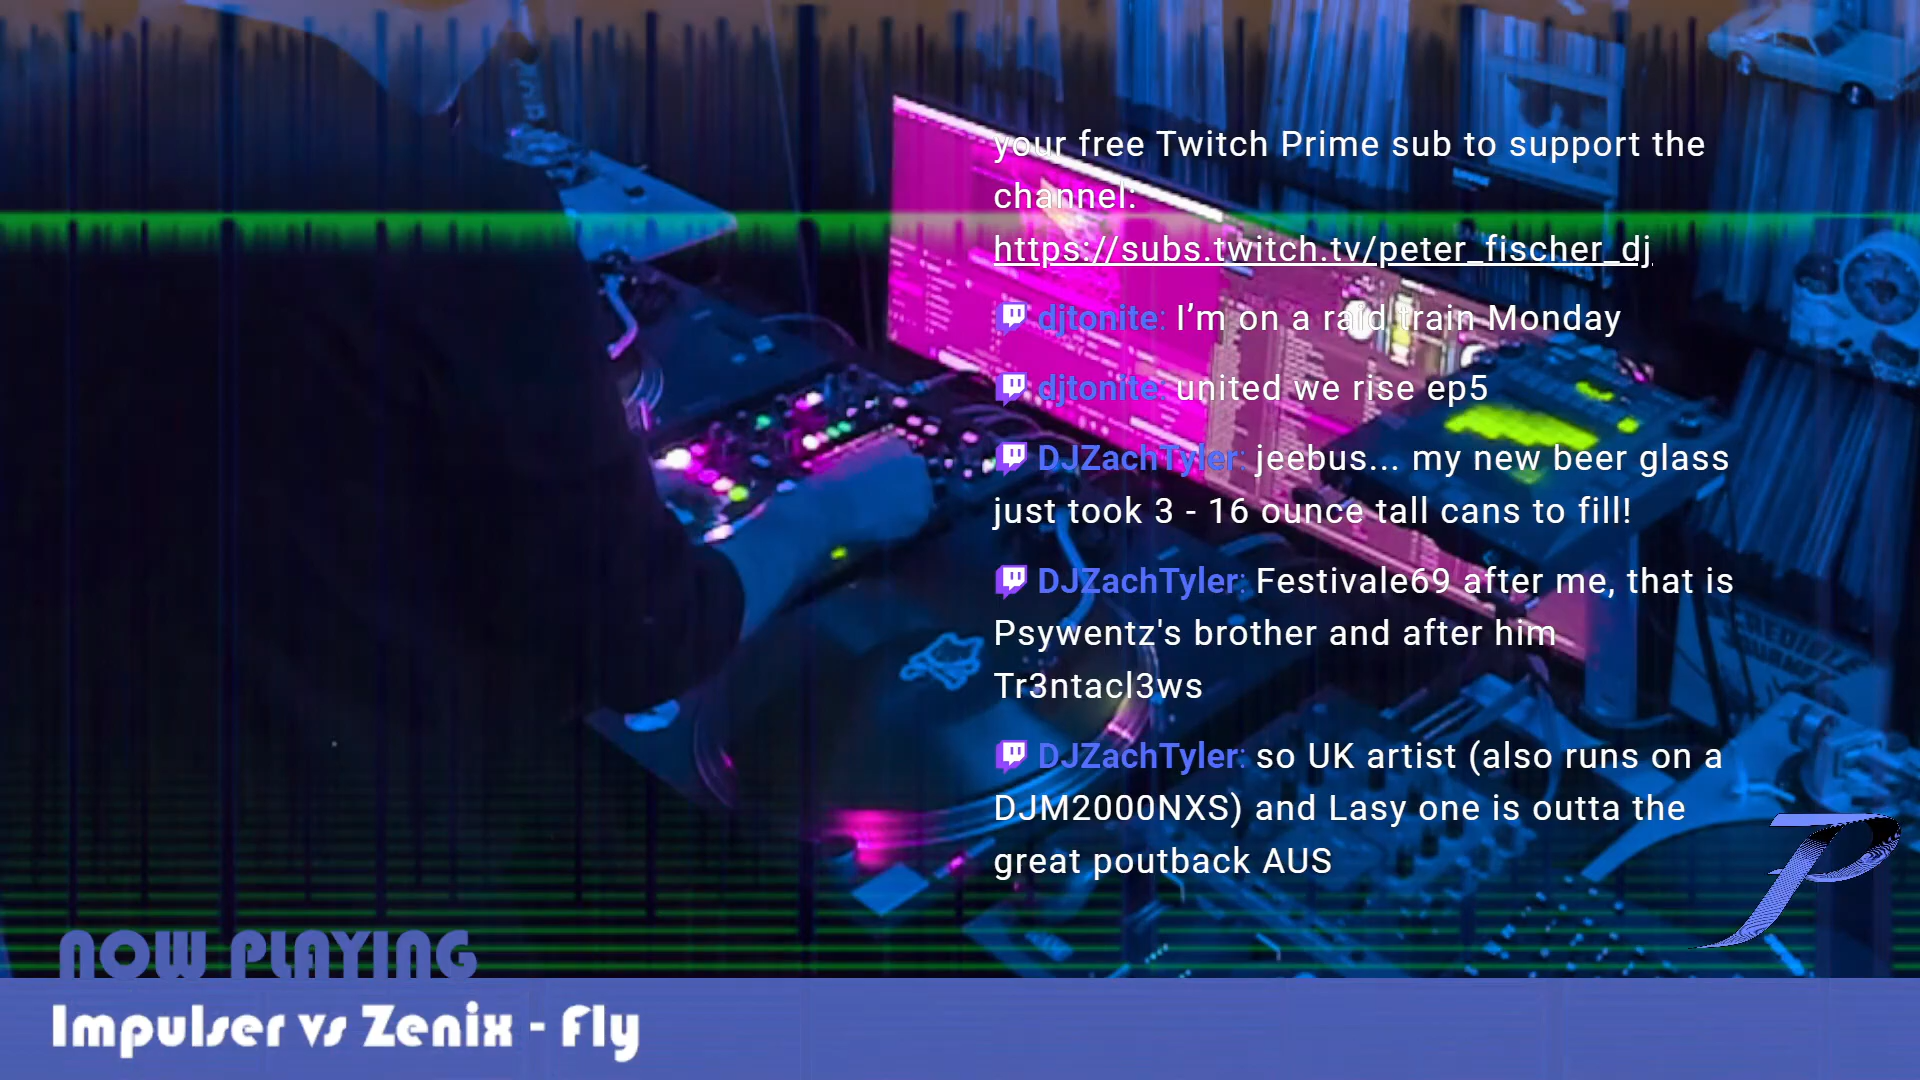 your free Twitch Prime sub to support the
channel:
https://subs.twitch.tv/peter_fischer_dj
djtonite: I’m on a raid train Monday
djtonite: united we rise ep5
DJZachTyler: jeebus... my new beer glass
just took 3 - 16 ounce tall cans to fill!
DJZachTyler: Festivale69 after me, that is
Psywentz's brother and after him
Tr3ntacl3ws
DJZachTyler: so UK artist (also runs on a
DJM2000NXS) and Lasy one is outta the
great poutback AUS
P
NOW PLAYING
Impulser vs Zenix - Fly